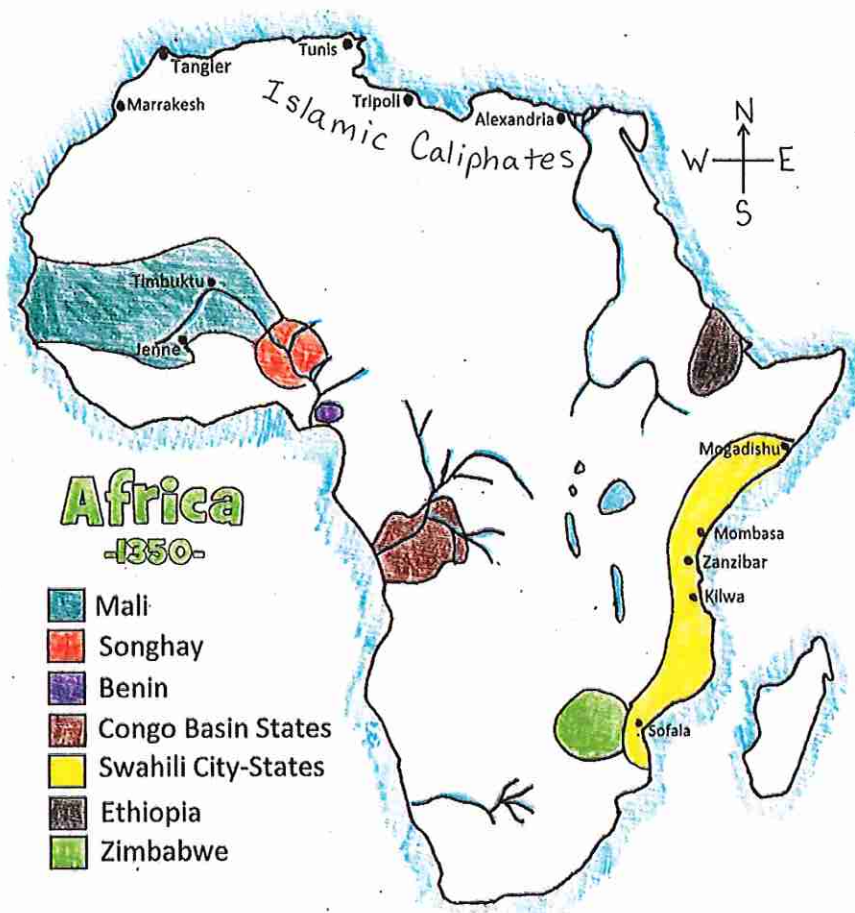 Tunis
Tangler
Marrakesh
Tripoli
Alexandria
Islamic Caliphates
N
W E
S
Timbuktu
Jenne
Mogadishu
Mombasa
Zanzibar
Kilwa
Sofala
Africa
-1350-
Mali
Songhay
Benin
Congo Basin States
Swahili City-States
Ethiopia
Zimbabwe